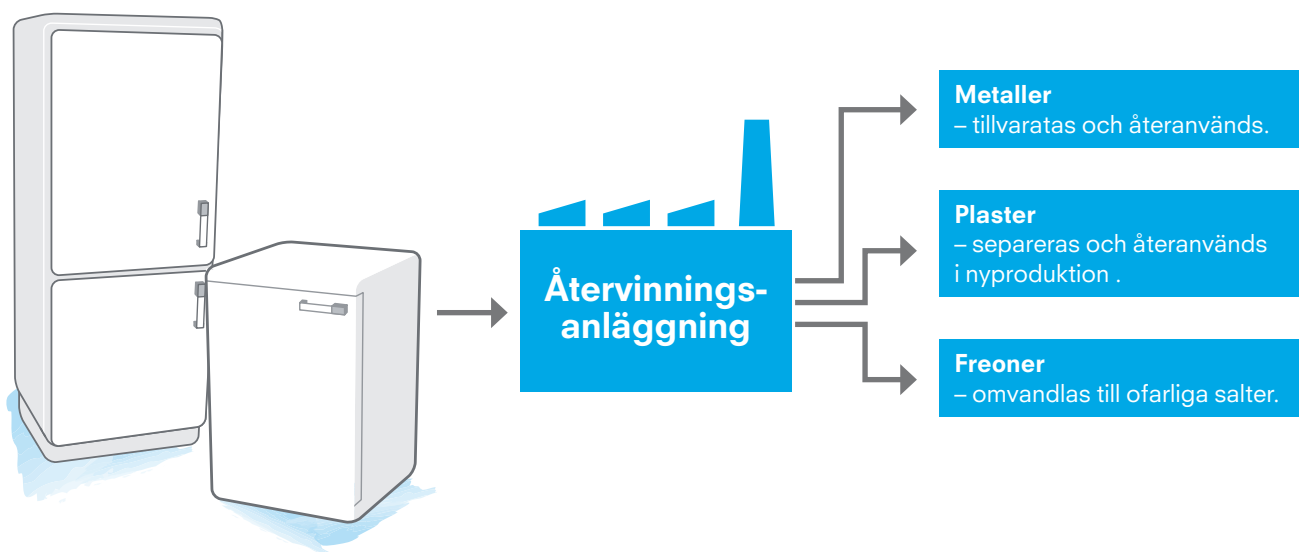 Återvinnings-
anläggning
Metaller
– tillvaratas och återanvänds.
Plaster
– separeras och återanvänds
i nyproduktion .
Freoner
– omvandlas till ofarliga salter.